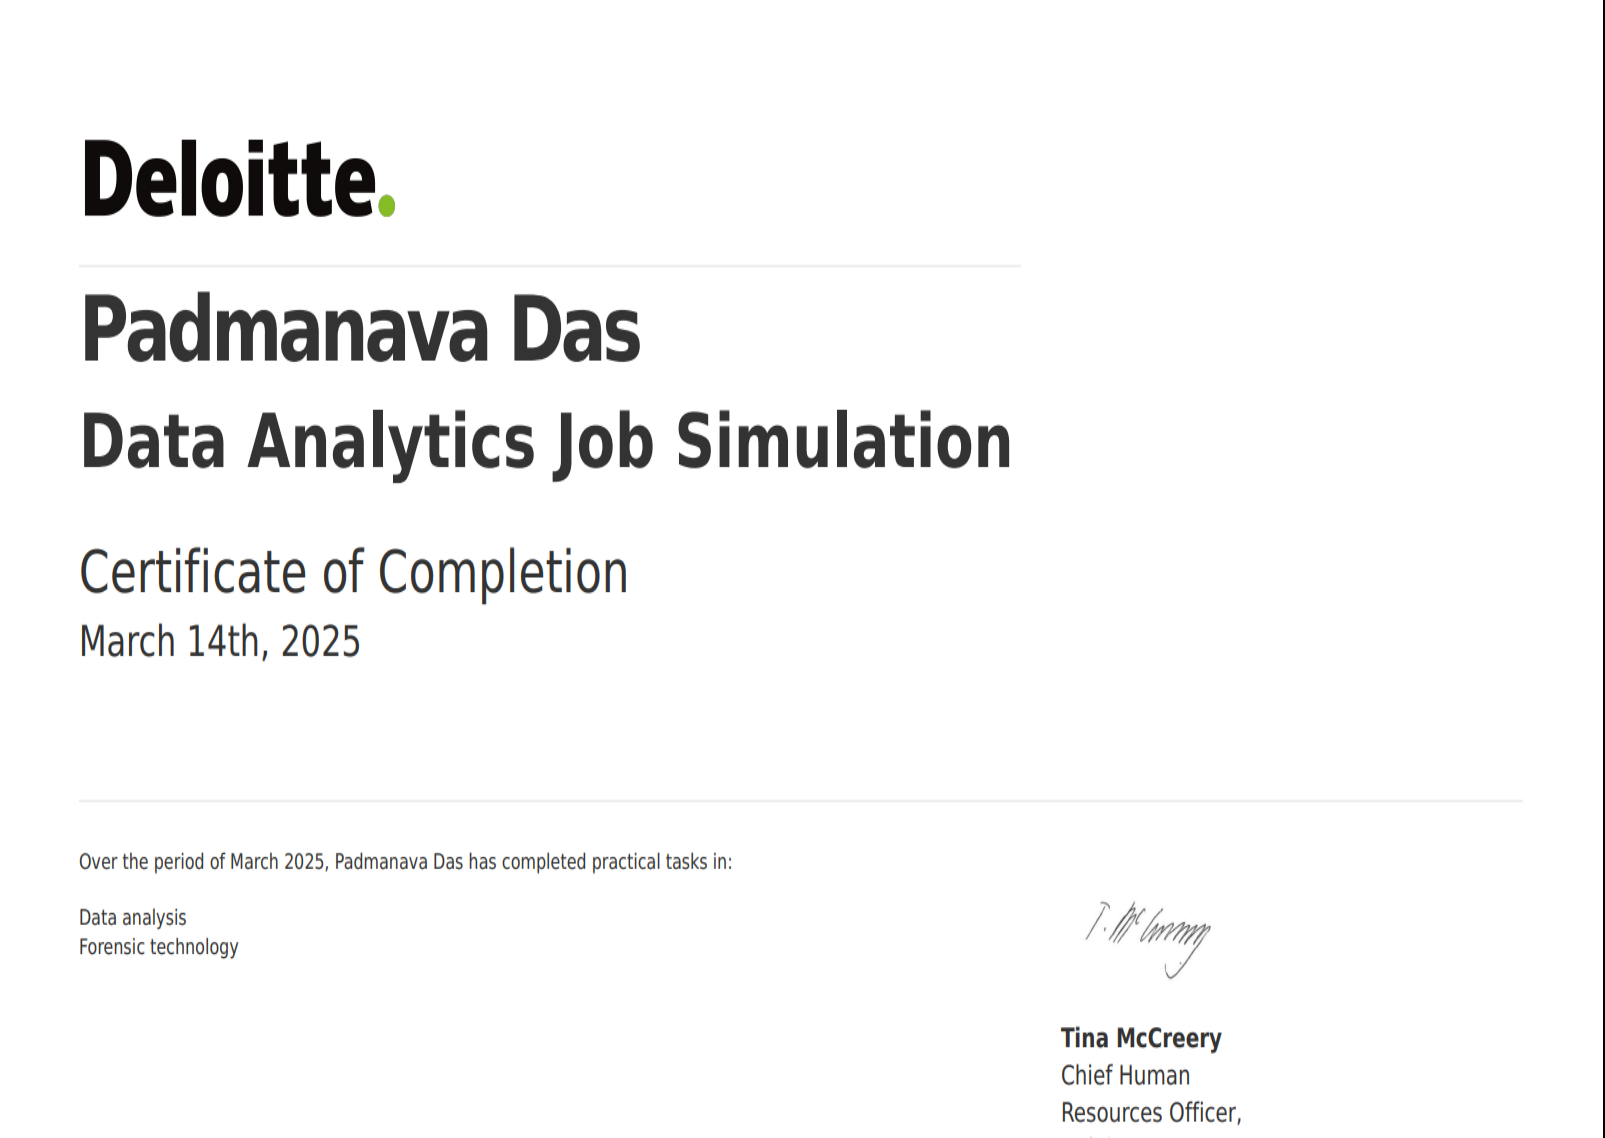 Deloitte.
Padmanava Das
Data Analytics Job Simulation
Certificate of Completion
March 14th, 2025
Over the period of March 2025, Padmanava Das has completed practical tasks in:
Data analysis
Forensic technology
T. McCreery
Tina McCreery
Chief Human
Resources Officer,